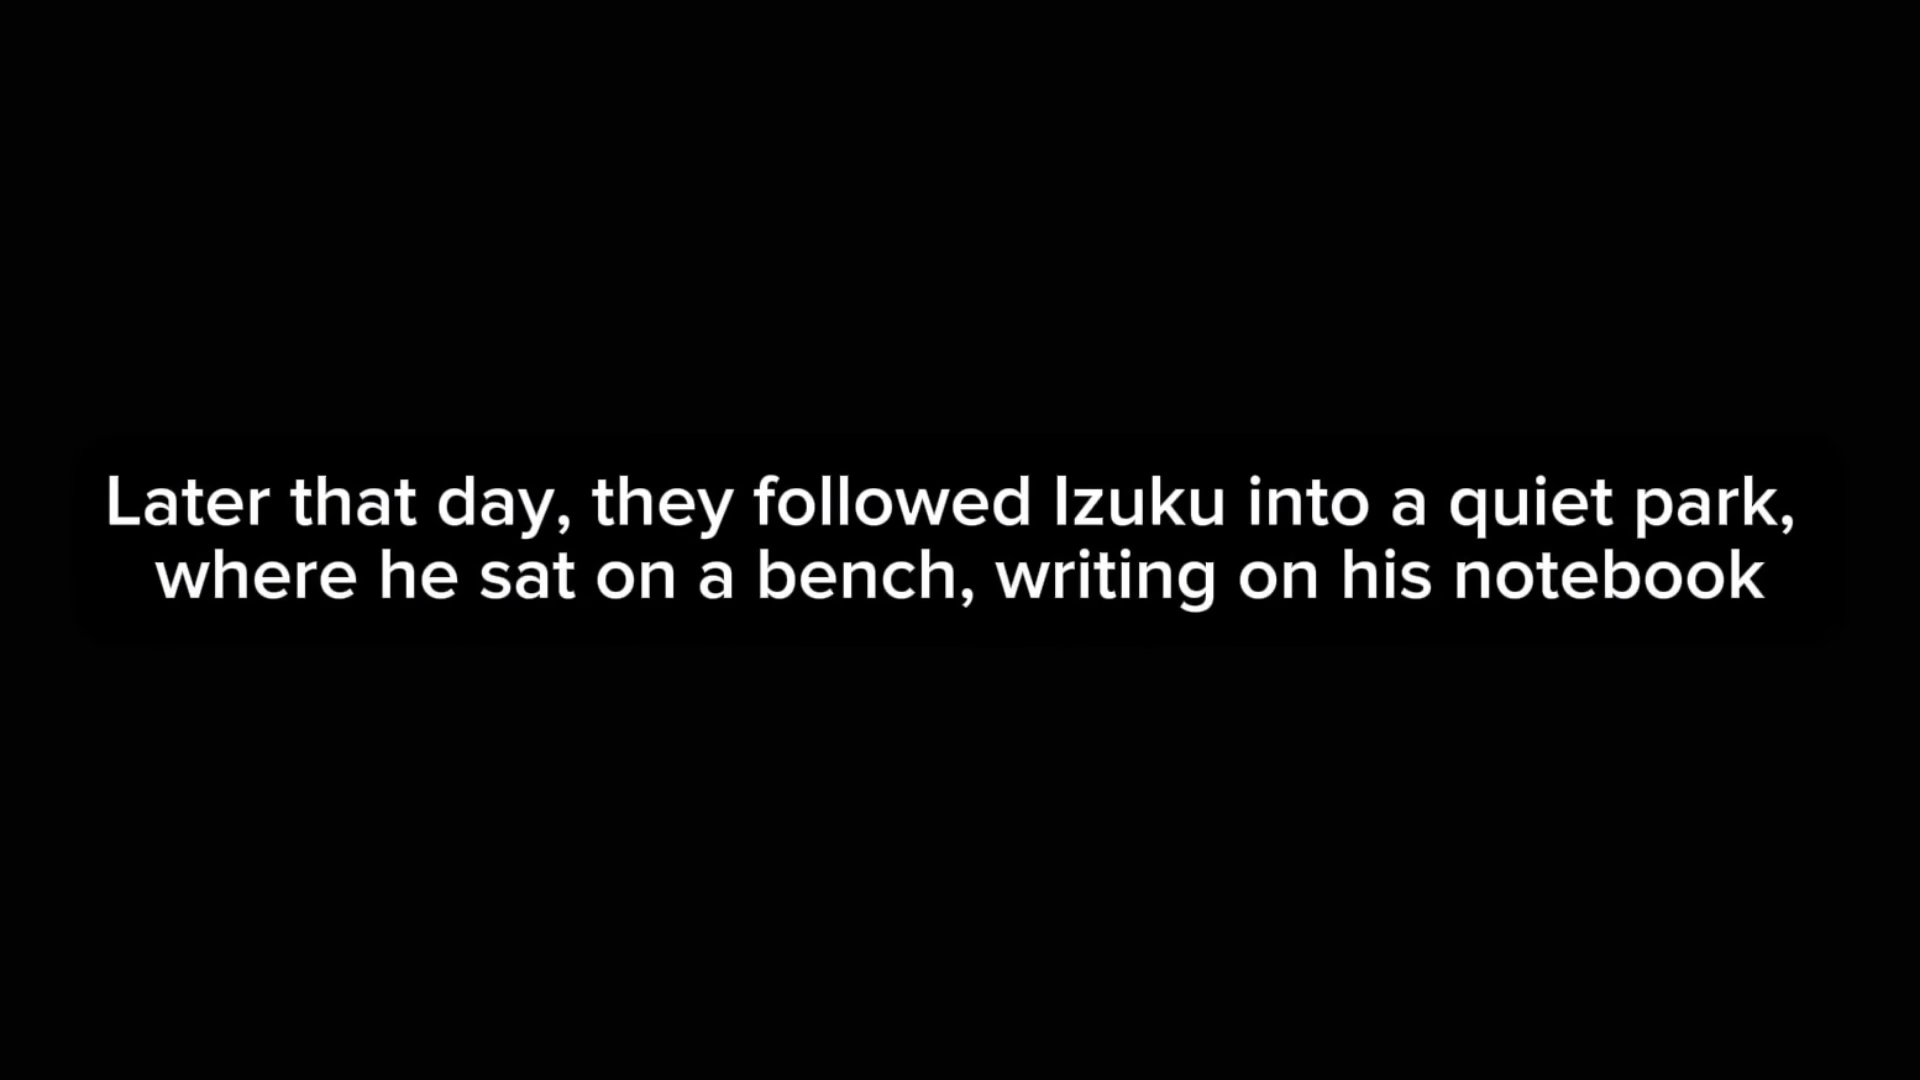 Later that day, they followed Izuku into a quiet park,
where he sat on a bench, writing on his notebook